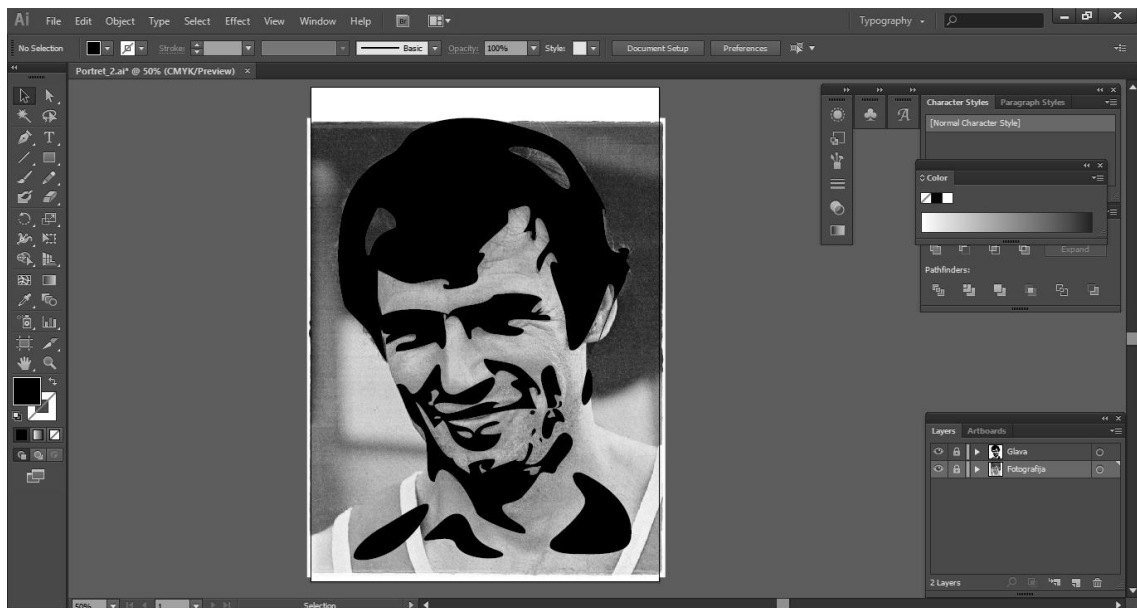 Ai File Edit Object Type Select Effect View Window Help Br Typography
No Selection Stroke: Basic Opacity: 100% Style: Document Setup Preferences
Portret_2.ai* @ 50% (CMYK/Preview) ×
Character Styles Paragraph Styles
[Normal Character Style]
Color
Expand
Pathfinders:
Layers Artboards
Glava
Fotografija
2 Layers
50% 1 Selection